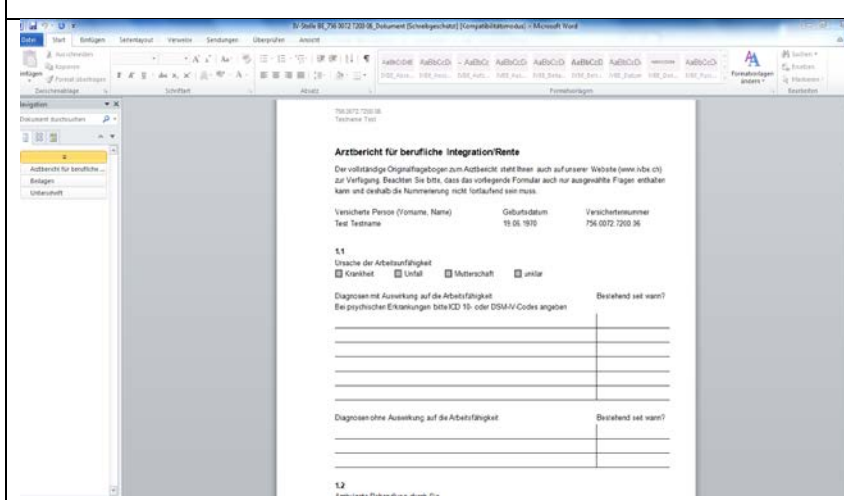 IV-Stelle BE_756 0072 7200 06_Dokument [Schreibgeschützt] [Kompatibilitätsmodus] - Microsoft Word
Datei Start Einfügen Seitenlayout Verweise Sendungen Überprüfen Ansicht
Ausschneiden
Kopieren
Format übertragen
Zwischenablage
Schriftart
Absatz
Formatvorlagen
Formatvorlagen ändern
Suchen
Ersetzen
Markieren
Bearbeiten
Navigation
Dokument durchsuchen
Arztbericht für berufliche ...
Beilagen
Unterschrift
Testname Test
Arztbericht für berufliche Integration/Rente
Der vollständige Originalfragebogen zum Arztbericht steht Ihnen auch auf unserer Website (www.ivbe.ch)
zur Verfügung. Beachten Sie bitte, dass das vorliegende Formular auch nur ausgewählte Fragen enthalten
kann und deshalb die Nummerierung nicht fortlaufend sein muss.
Versicherte Person (Vorname, Name) Geburtsdatum Versichertennummer
Test Testname 19.06.1970 756.0072.7200.06
1.1
Ursache der Arbeitsunfähigkeit
Krankheit Unfall Mutterschaft unklar
Diagnosen mit Auswirkung auf die Arbeitsfähigkeit Bestehend seit wann?
Bei psychischen Erkrankungen bitte ICD 10- oder DSM-IV-Codes angeben
Diagnosen ohne Auswirkung auf die Arbeitsfähigkeit Bestehend seit wann?
1.2